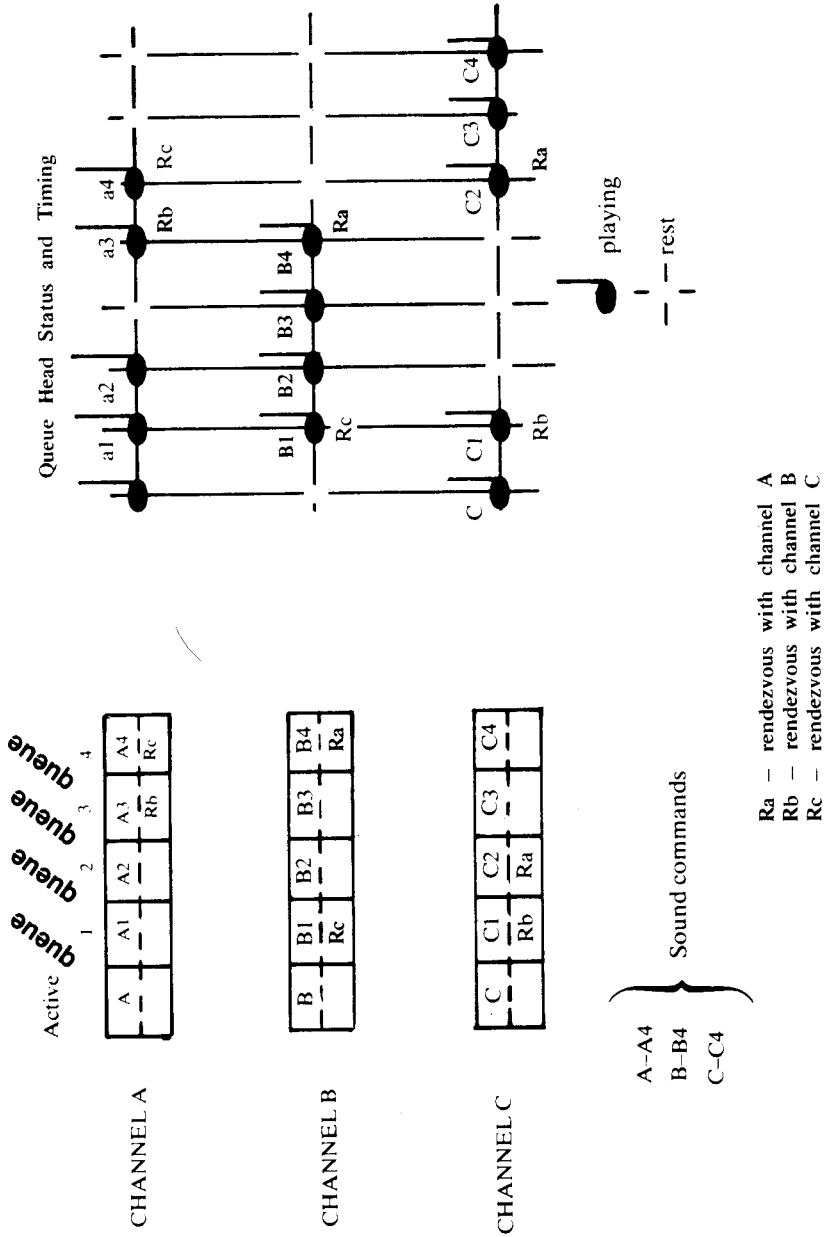 Active
queue
queue
queue
queue
1 2 3 4
CHANNEL A
A A1 A2 A3 A4
Rb Rc
CHANNEL B
B B1 B2 B3 B4
Rc Ra
CHANNEL C
C C1 C2 C3 C4
Rb Ra
A–A4
B–B4
C–C4
Sound commands
Queue Head Status and Timing
a1 a2 a3 a4
Rb Rc
B1 B2 B3 B4
Rc Ra
C C1 C2 C3 C4
Rb Ra
playing
rest
Ra – rendezvous with channel A
Rb – rendezvous with channel B
Rc – rendezvous with channel C